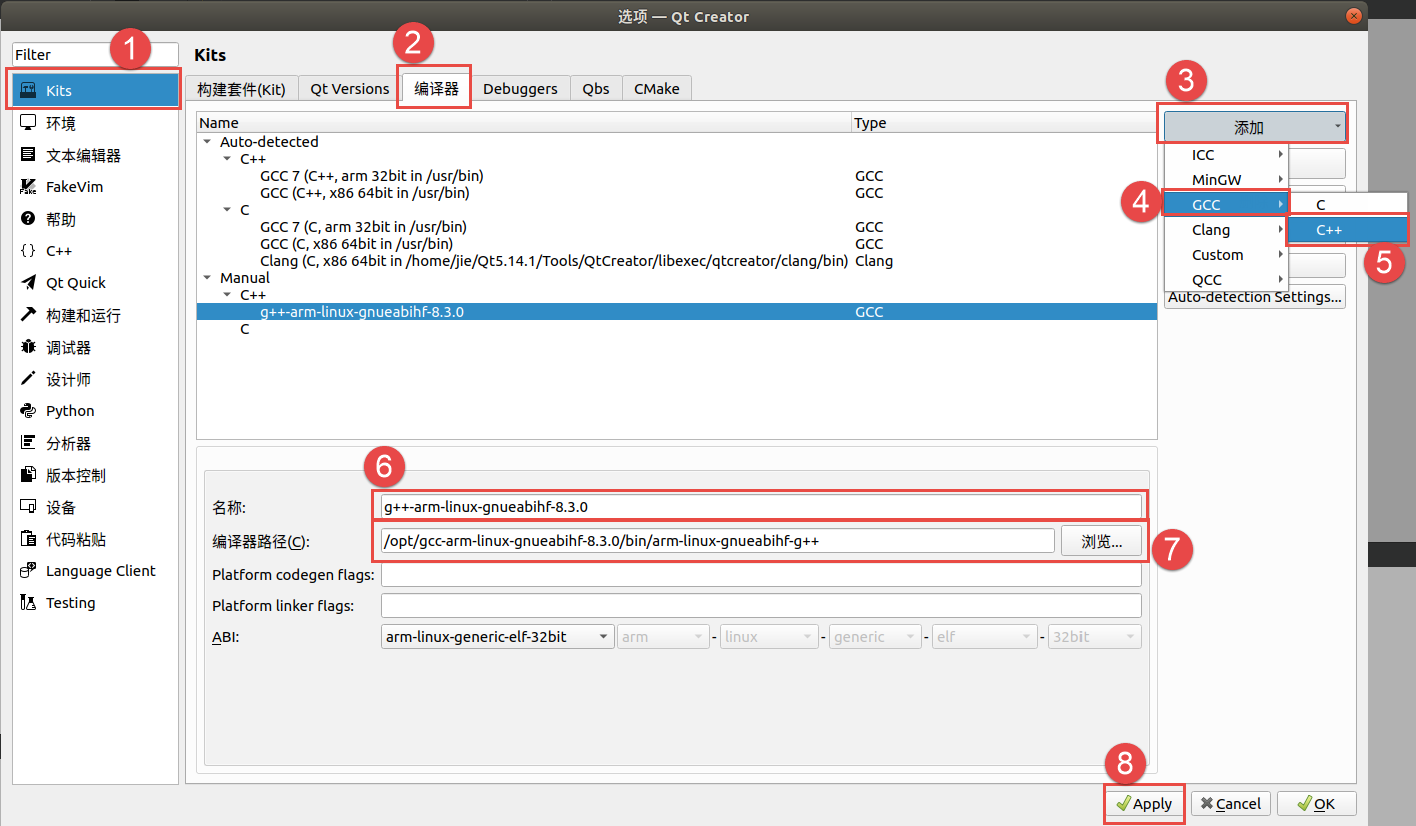 选项 — Qt Creator
Filter
1
Kits
环境
文本编辑器
FakeVim
帮助
C++
Qt Quick
构建和运行
调试器
设计师
Python
分析器
版本控制
设备
代码粘贴
Language Client
Testing
Kits
2
构建套件(Kit) Qt Versions 编译器 Debuggers Qbs CMake
Name Type
Auto-detected
C++
GCC 7 (C++, arm 32bit in /usr/bin) GCC
GCC (C++, x86 64bit in /usr/bin) GCC
C
GCC 7 (C, arm 32bit in /usr/bin) GCC
GCC (C, x86 64bit in /usr/bin) GCC
Clang (C, x86 64bit in /home/jie/Qt5.14.1/Tools/QtCreator/libexec/qtcreator/clang/bin) Clang
Manual
C++
g++-arm-linux-gnueabihf-8.3.0 GCC
C
3
添加
ICC
MinGW
4
GCC
C
Clang
C++
5
Custom
QCC
Auto-detection Settings...
6
名称: g++-arm-linux-gnueabihf-8.3.0
编译器路径(C): /opt/gcc-arm-linux-gnueabihf-8.3.0/bin/arm-linux-gnueabihf-g++ 浏览...
7
Platform codegen flags:
Platform linker flags:
ABI: arm-linux-generic-elf-32bit arm - linux - generic - elf - 32bit
8
Apply Cancel OK